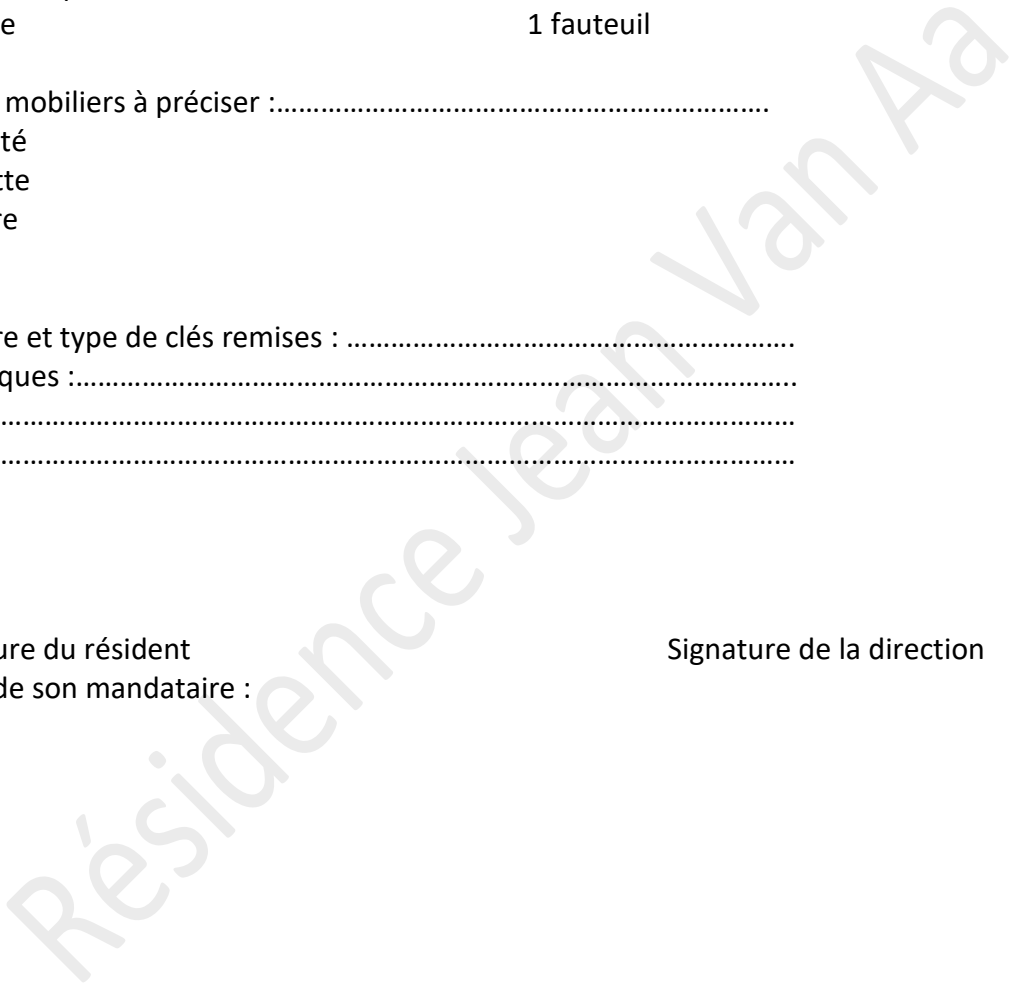 e 1 fauteuil
mobiliers à préciser :……………………………………………………………
té
tte
re
re et type de clés remises : ………………………………………………………
ques :………………………………………………………………………………………..
……………………………………………………………………………………………………
……………………………………………………………………………………………………
ure du résident Signature de la direction
de son mandataire :
Résidence Jean Van Aa